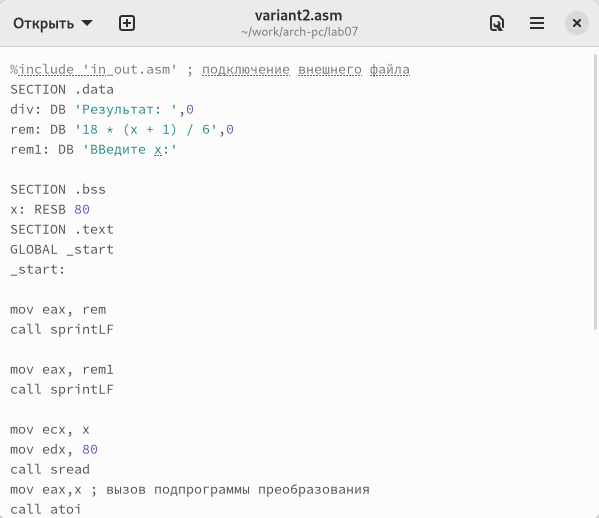 Открыть
variant2.asm
~/work/arch-pc/lab07
%include 'in_out.asm' ; подключение внешнего файла
SECTION .data
div: DB 'Результат: ',0
rem: DB '18 * (x + 1) / 6',0
rem1: DB 'ВВедите x:'
SECTION .bss
x: RESB 80
SECTION .text
GLOBAL _start
_start:
mov eax, rem
call sprintLF
mov eax, rem1
call sprintLF
mov ecx, x
mov edx, 80
call sread
mov eax,x ; вызов подпрограммы преобразования
call atoi